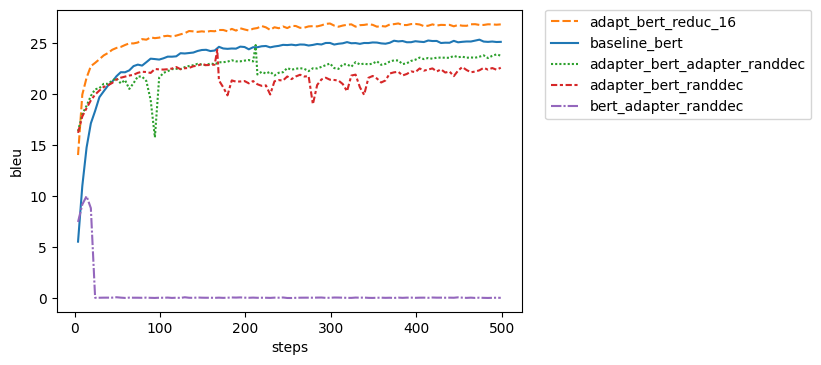 adapt_bert_reduc_16
baseline_bert
adapter_bert_adapter_randdec
adapter_bert_randdec
bert_adapter_randdec
bleu
25
20
15
10
5
0
0 100 200 300 400 500
steps